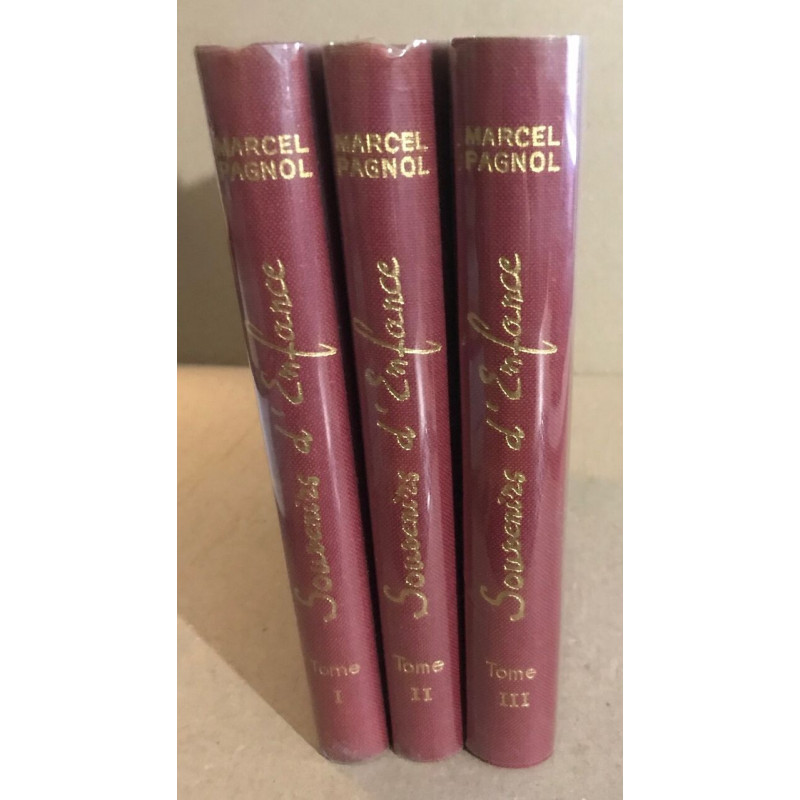 MARCEL
PAGNOL
Souvenirs d'Enfance
Tome
I
MARCEL
PAGNOL
Souvenirs d'Enfance
Tome
II
MARCEL
PAGNOL
Souvenirs d'Enfance
Tome
III